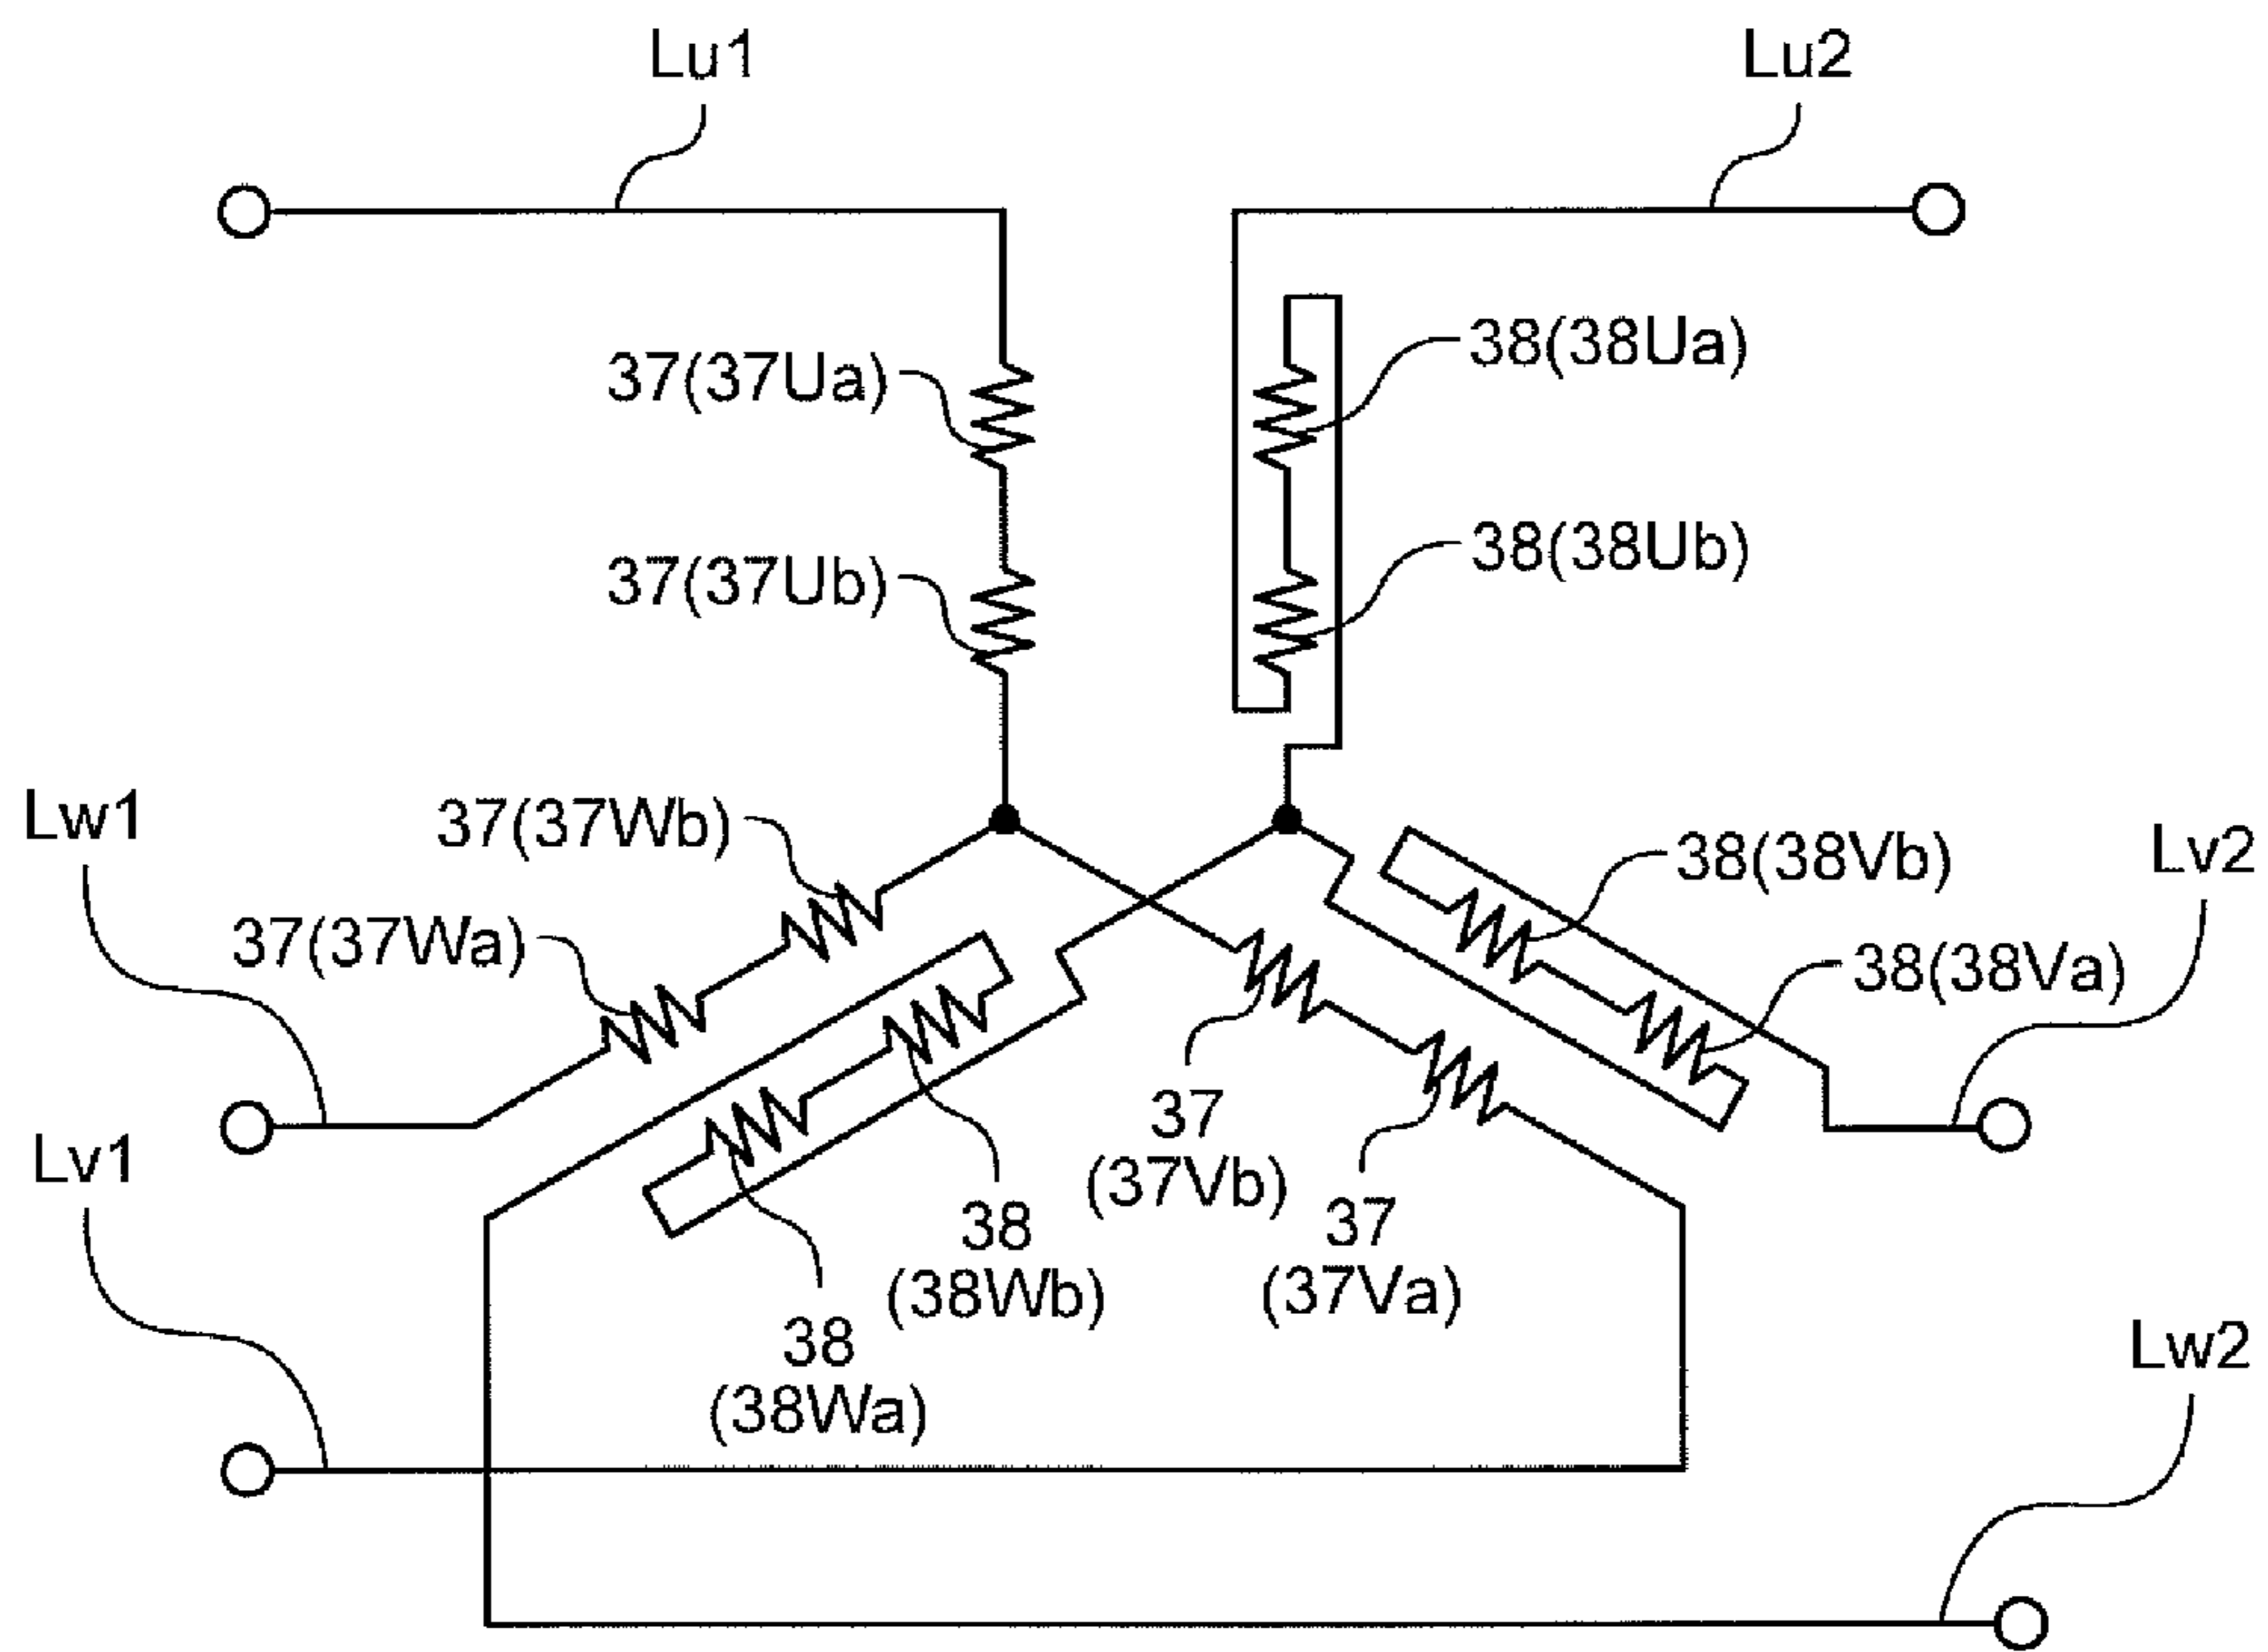 Lu1
Lu2
37(37Ua)
38(38Ua)
37(37Ub)
38(38Ub)
Lw1
37(37Wb)
38(38Vb)
Lv2
37(37Wa)
38(38Va)
Lv1
37
(37Vb)
38
(38Wb)
37
(37Va)
38
(38Wa)
Lw2